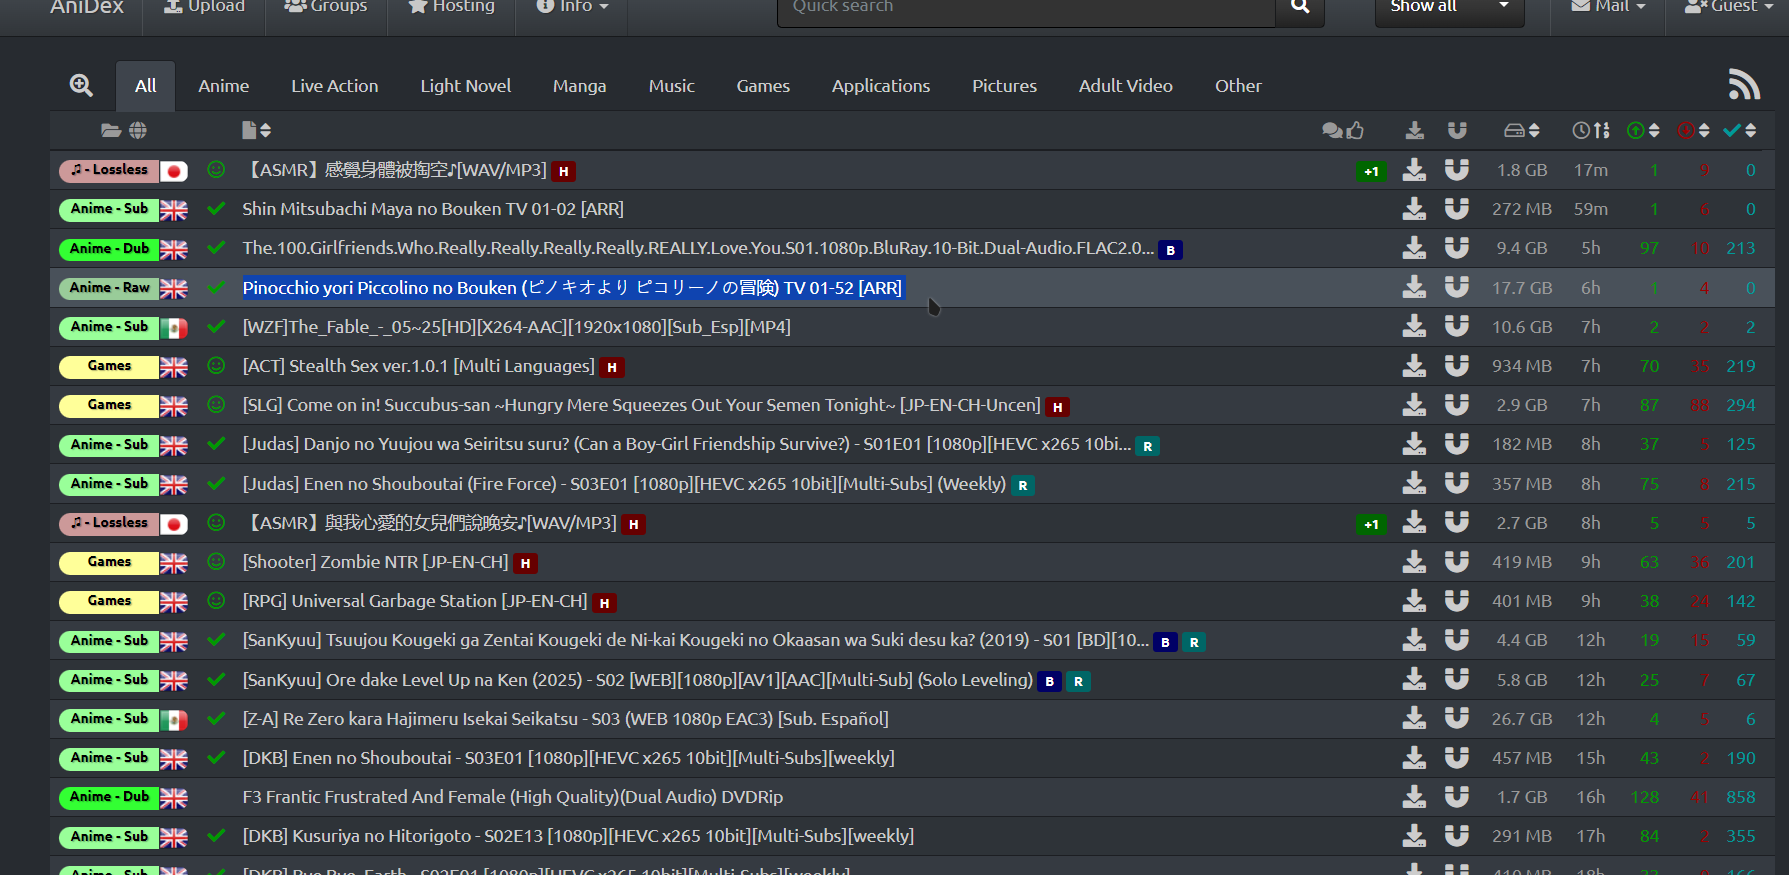 AniDex Upload Groups Hosting Info Quick search Show all Mail Guest
All Anime Live Action Light Novel Manga Music Games Applications Pictures Adult Video Other
♫ - Lossless 【ASMR】感覺身體被掏空♪[WAV/MP3] H +1 1.8 GB 17m 1 9 0
Anime - Sub Shin Mitsubachi Maya no Bouken TV 01-02 [ARR] 272 MB 59m 1 6 0
Anime - Dub The.100.Girlfriends.Who.Really.Really.Really.Really.REALLY.Love.You.S01.1080p.BluRay.10-Bit.Dual-Audio.FLAC2.0... B 9.4 GB 5h 97 10 213
Anime - Raw Pinocchio yori Piccolino no Bouken (ピノキオより ピコリーノの冒険) TV 01-52 [ARR] 17.7 GB 6h 1 4 0
Anime - Sub [WZF]The_Fable_-_05~25[HD][X264-AAC][1920x1080][Sub_Esp][MP4] 10.6 GB 7h 2 2 2
Games [ACT] Stealth Sex ver.1.0.1 [Multi Languages] H 934 MB 7h 70 35 219
Games [SLG] Come on in! Succubus-san ~Hungry Mere Squeezes Out Your Semen Tonight~ [JP-EN-CH-Uncen] H 2.9 GB 7h 87 88 294
Anime - Sub [Judas] Danjo no Yuujou wa Seiritsu suru? (Can a Boy-Girl Friendship Survive?) - S01E01 [1080p][HEVC x265 10bi... R 182 MB 8h 37 5 125
Anime - Sub [Judas] Enen no Shouboutai (Fire Force) - S03E01 [1080p][HEVC x265 10bit][Multi-Subs] (Weekly) R 357 MB 8h 75 8 215
♫ - Lossless 【ASMR】與我心愛的女兒們說晚安♪[WAV/MP3] H +1 2.7 GB 8h 5 5 5
Games [Shooter] Zombie NTR [JP-EN-CH] H 419 MB 9h 63 36 201
Games [RPG] Universal Garbage Station [JP-EN-CH] H 401 MB 9h 38 24 142
Anime - Sub [SanKyuu] Tsuujou Kougeki ga Zentai Kougeki de Ni-kai Kougeki no Okaasan wa Suki desu ka? (2019) - S01 [BD][10... B R 4.4 GB 12h 19 15 59
Anime - Sub [SanKyuu] Ore dake Level Up na Ken (2025) - S02 [WEB][1080p][AV1][AAC][Multi-Sub] (Solo Leveling) B R 5.8 GB 12h 25 7 67
Anime - Sub [Z-A] Re Zero kara Hajimeru Isekai Seikatsu - S03 (WEB 1080p EAC3) [Sub. Español] 26.7 GB 12h 4 5 6
Anime - Sub [DKB] Enen no Shouboutai - S03E01 [1080p][HEVC x265 10bit][Multi-Subs][weekly] 457 MB 15h 43 2 190
Anime - Dub F3 Frantic Frustrated And Female (High Quality)(Dual Audio) DVDRip 1.7 GB 16h 128 41 858
Anime - Sub [DKB] Kusuriya no Hitorigoto - S02E13 [1080p][HEVC x265 10bit][Multi-Subs][weekly] 291 MB 17h 84 2 355
Anime - Sub [DKB] - S02E01 [1080p][HEVC x265 10bit][Multi-Subs][weekly] 18h